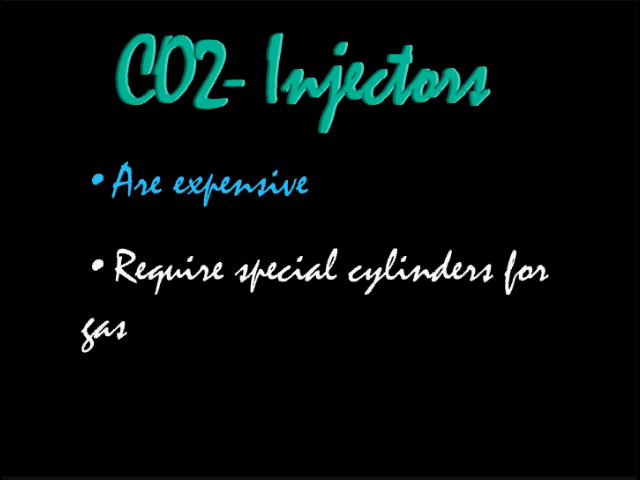 CO2- Injectors
•Are expensive
•Require special cylinders for
gas